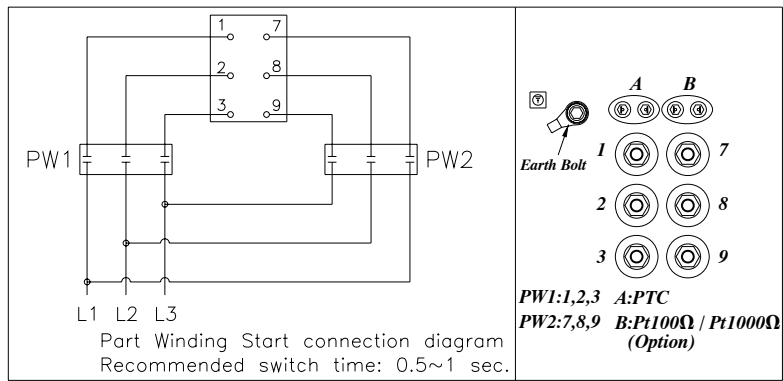 1 7
2 8
3 9
PW1 PW2
L1 L2 L3
Part Winding Start connection diagram
Recommended switch time: 0.5~1 sec.
A B
Earth Bolt
1 7
2 8
3 9
PW1:1,2,3 A:PTC
PW2:7,8,9 B:Pt100Ω / Pt1000Ω
(Option)